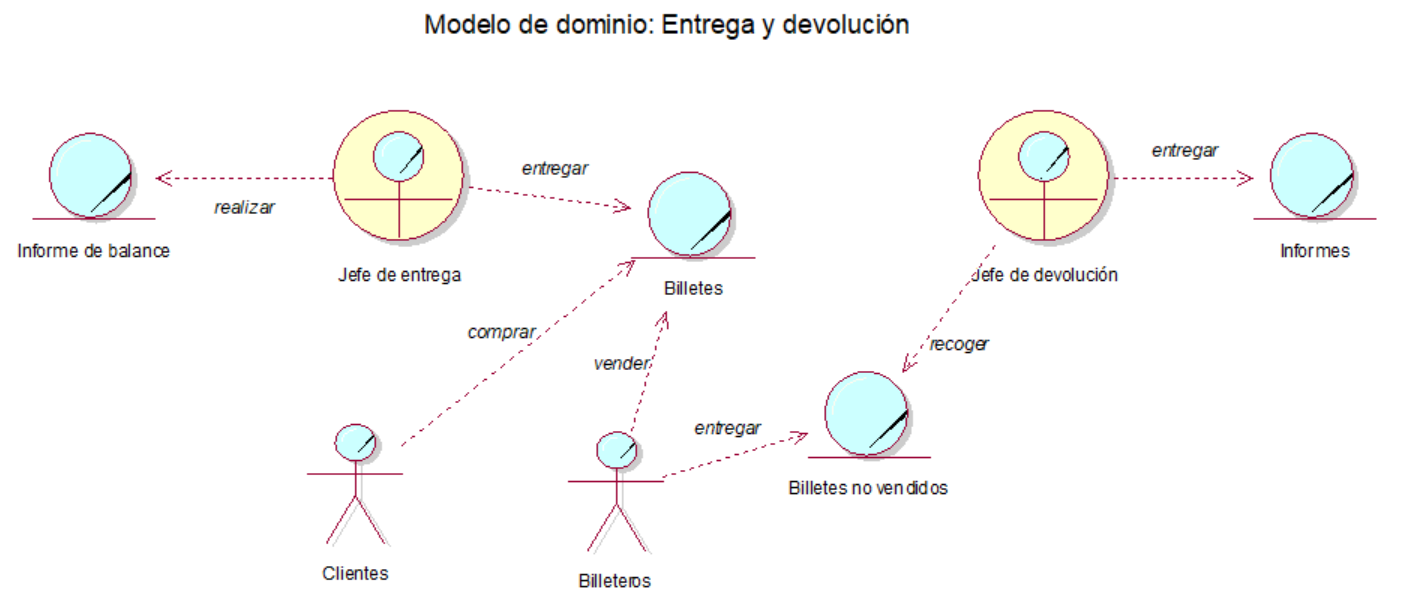 Modelo de dominio: Entrega y devolución
entregar
entregar
realizar
Informe de balance
Jefe de entrega
Billetes
Jefe de devolución
Informes
comprar
vender
recoger
entregar
Billetes no vendidos
Clientes
Billeteros